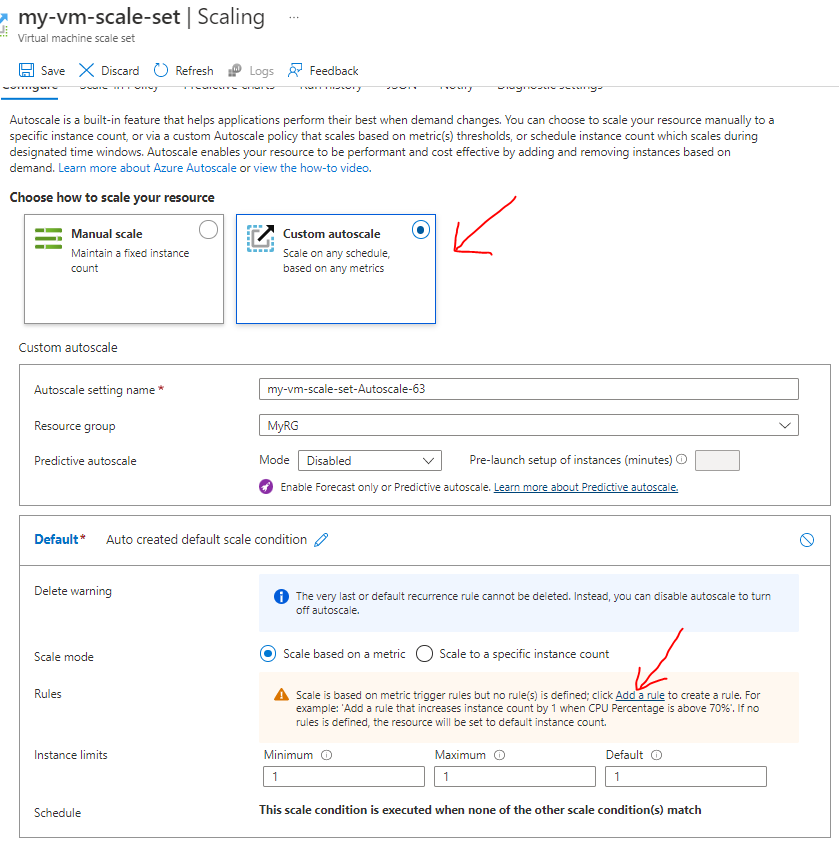 my-vm-scale-set | Scaling ...
Virtual machine scale set
Save Discard Refresh Logs Feedback
Configure Scale-in Policy Predictive charts Run history JSON Notify Diagnostic settings
Autoscale is a built-in feature that helps applications perform their best when demand changes. You can choose to scale your resource manually to a
specific instance count, or via a custom Autoscale policy that scales based on metric(s) thresholds, or schedule instance count which scales during
designated time windows. Autoscale enables your resource to be performant and cost effective by adding and removing instances based on
demand. Learn more about Azure Autoscale or view the how-to video.
Choose how to scale your resource
Manual scale
Maintain a fixed instance
count
Custom autoscale
Scale on any schedule,
based on any metrics
Custom autoscale
Autoscale setting name *
my-vm-scale-set-Autoscale-63
Resource group
MyRG
Predictive autoscale
Mode Disabled Pre-launch setup of instances (minutes)
Enable Forecast only or Predictive autoscale. Learn more about Predictive autoscale.
Default* Auto created default scale condition
Delete warning
The very last or default recurrence rule cannot be deleted. Instead, you can disable autoscale to turn
off autoscale.
Scale mode
Scale based on a metric Scale to a specific instance count
Rules
Scale is based on metric trigger rules but no rule(s) is defined; click Add a rule to create a rule. For
example: 'Add a rule that increases instance count by 1 when CPU Percentage is above 70%'. If no
rules is defined, the resource will be set to default instance count.
Instance limits
Minimum Maximum Default
1 1 1
Schedule
This scale condition is executed when none of the other scale condition(s) match